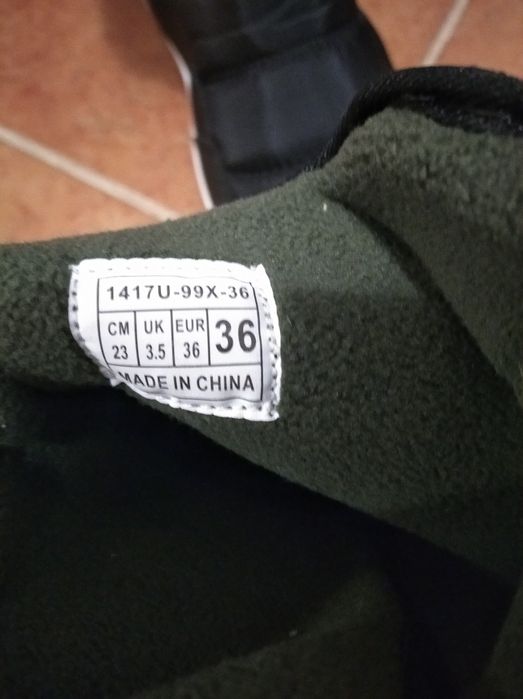 1417U-99X-36
CM UK EUR 36
23 3.5 36
MADE IN CHINA